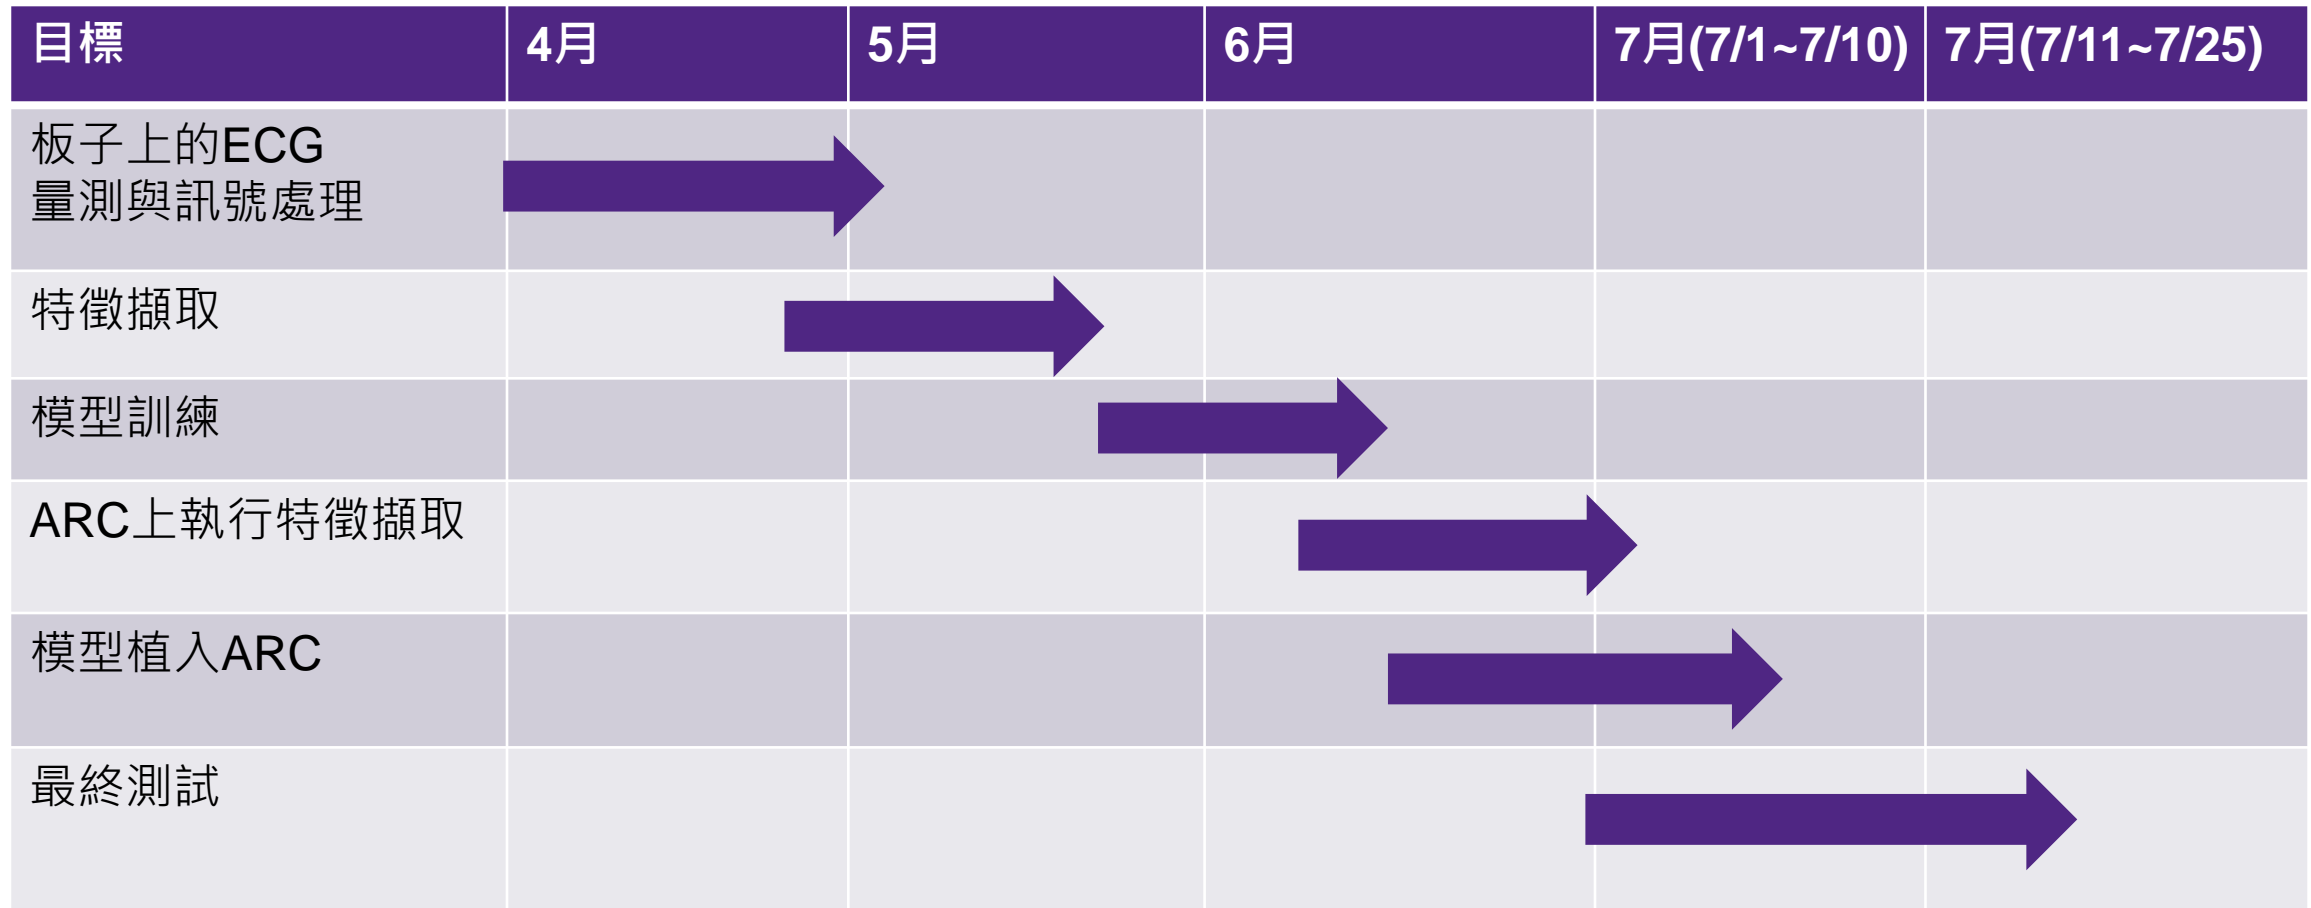 目標 4月 5月 6月 7月(7/1~7/10) 7月(7/11~7/25)
板子上的ECG
量測與訊號處理
特徵擷取
模型訓練
ARC上執行特徵擷取
模型植入ARC
最終測試